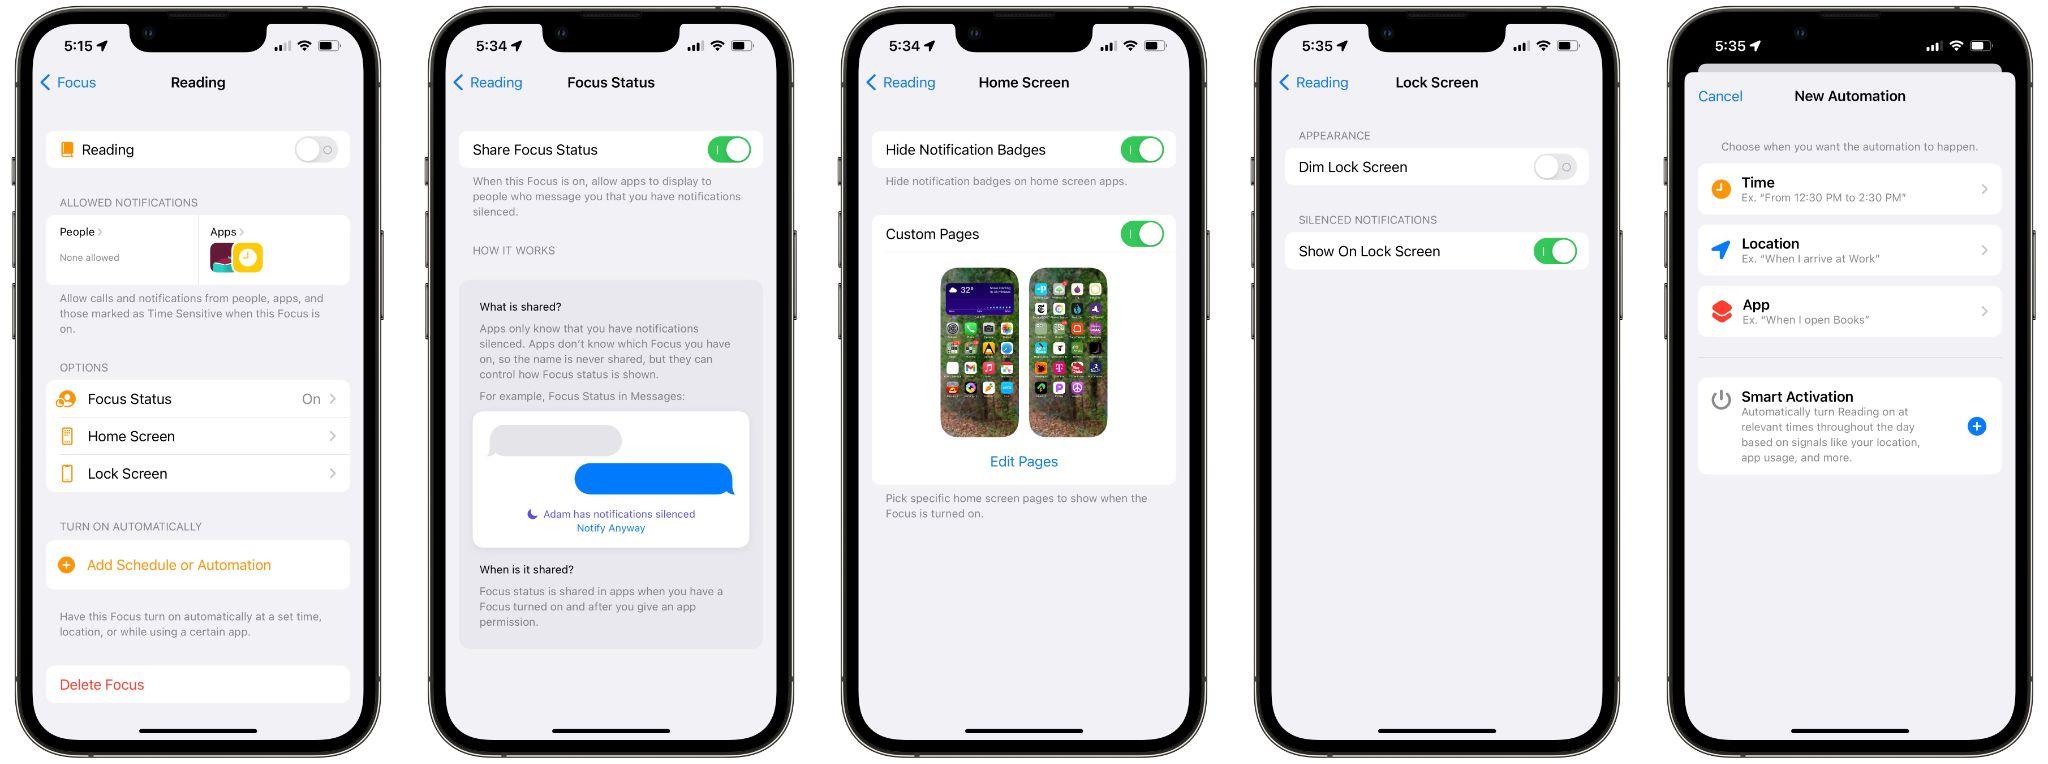 5:15
Focus
Reading
Reading
ALLOWED NOTIFICATIONS
People
None allowed
Apps
Allow calls and notifications from people, apps, and
those marked as Time Sensitive when this Focus is
on.
OPTIONS
Focus Status On
Home Screen
Lock Screen
TURN ON AUTOMATICALLY
Add Schedule or Automation
Have this Focus turn on automatically at a set time,
location, or while using a certain app.
Delete Focus
5:34
Reading
Focus Status
Share Focus Status
When this Focus is on, allow apps to display to
people who message you that you have notifications
silenced.
HOW IT WORKS
What is shared?
Apps only know that you have notifications
silenced. Apps don't know which Focus you have
on, so the name is never shared, but they can
control how Focus status is shown.
For example, Focus Status in Messages:
Adam has notifications silenced
Notify Anyway
When is it shared?
Focus status is shared in apps when you have a
Focus turned on and after you give an app
permission.
5:34
Reading
Home Screen
Hide Notification Badges
Hide notification badges on home screen apps.
Custom Pages
32°
Edit Pages
Pick specific home screen pages to show when the
Focus is turned on.
5:35
Reading
Lock Screen
APPEARANCE
Dim Lock Screen
SILENCED NOTIFICATIONS
Show On Lock Screen
5:35
Cancel
New Automation
Choose when you want the automation to happen.
Time
Ex. “From 12:30 PM to 2:30 PM”
Location
Ex. “When I arrive at Work”
App
Ex. “When I open Books”
Smart Activation
Automatically turn Reading on at
relevant times throughout the day
based on signals like your location,
app usage, and more.